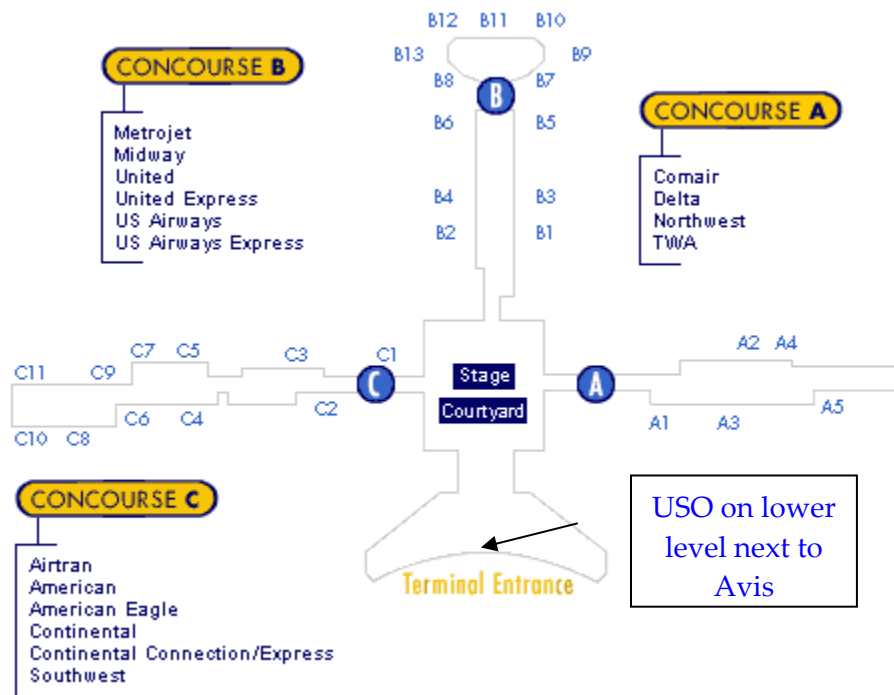 B12 B11 B10
B13 B9
B8 B7
B
B6 B5
B4 B3
B2 B1
CONCOURSE B
Metrojet
Midway
United
United Express
US Airways
US Airways Express
CONCOURSE A
Comair
Delta
Northwest
TWA
C11 C9 C7 C5 C3 C1
C10 C8 C6 C4 C2
C
Stage
Courtyard
A
A2 A4
A1 A3 A5
CONCOURSE C
Airtran
American
American Eagle
Continental
Continental Connection/Express
Southwest
Terminal Entrance
USO on lower
level next to
Avis